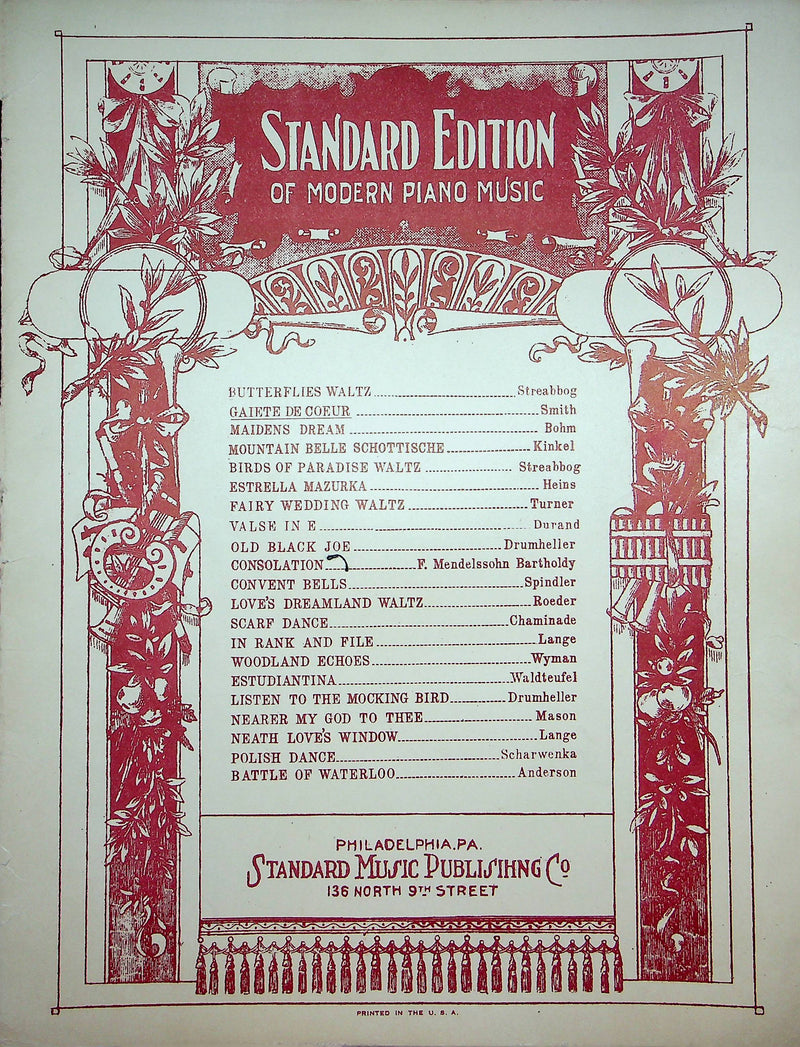 STANDARD EDITION
OF MODERN PIANO MUSIC
BUTTERFLIES WALTZ Streabbog
GAIETE DE COEUR Smith
MAIDENS DREAM Bohm
MOUNTAIN BELLE SCHOTTISCHE Kinkel
BIRDS OF PARADISE WALTZ Streabbog
ESTRELLA MAZURKA Heins
FAIRY WEDDING WALTZ Turner
VALSE IN E Durand
OLD BLACK JOE Drumheller
CONSOLATION F. Mendelssohn Bartholdy
CONVENT BELLS Spindler
LOVE'S DREAMLAND WALTZ Roeder
SCARF DANCE Chaminade
IN RANK AND FILE Lange
WOODLAND ECHOES Wyman
ESTUDIANTINA Waldteufel
LISTEN TO THE MOCKING BIRD Drumheller
NEARER MY GOD TO THEE Mason
NEATH LOVE'S WINDOW Lange
POLISH DANCE Scharwenka
BATTLE OF WATERLOO Anderson
PHILADELPHIA.PA.
STANDARD MUSIC PUBLISIHNG CO
136 NORTH 9TH STREET
PRINTED IN THE U. S. A.